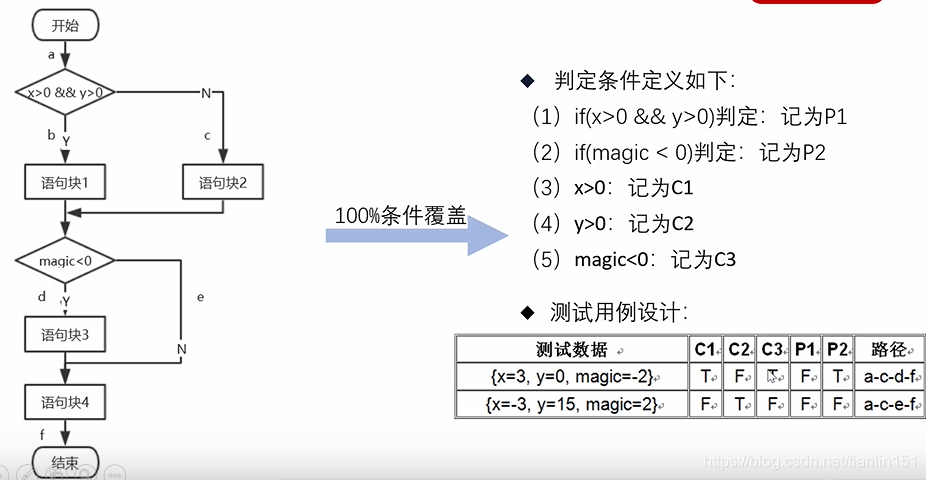 开始
a
x>0 && y>0
N
b
Y
c
语句块1
语句块2
magic<0
d
Y
e
语句块3
N
语句块4
f
结束
100%条件覆盖
◆ 判定条件定义如下:
（1）if(x>0 && y>0)判定：记为P1
（2）if(magic < 0)判定：记为P2
（3）x>0：记为C1
（4）y>0：记为C2
（5）magic<0：记为C3
◆ 测试用例设计:
测试数据 C1 C2 C3 P1 P2 路径
{x=3, y=0, magic=-2} T F T F T a-c-d-f
{x=-3, y=15, magic=2} F T F F F a-c-e-f
https://blog.csdn.net/tianlin151